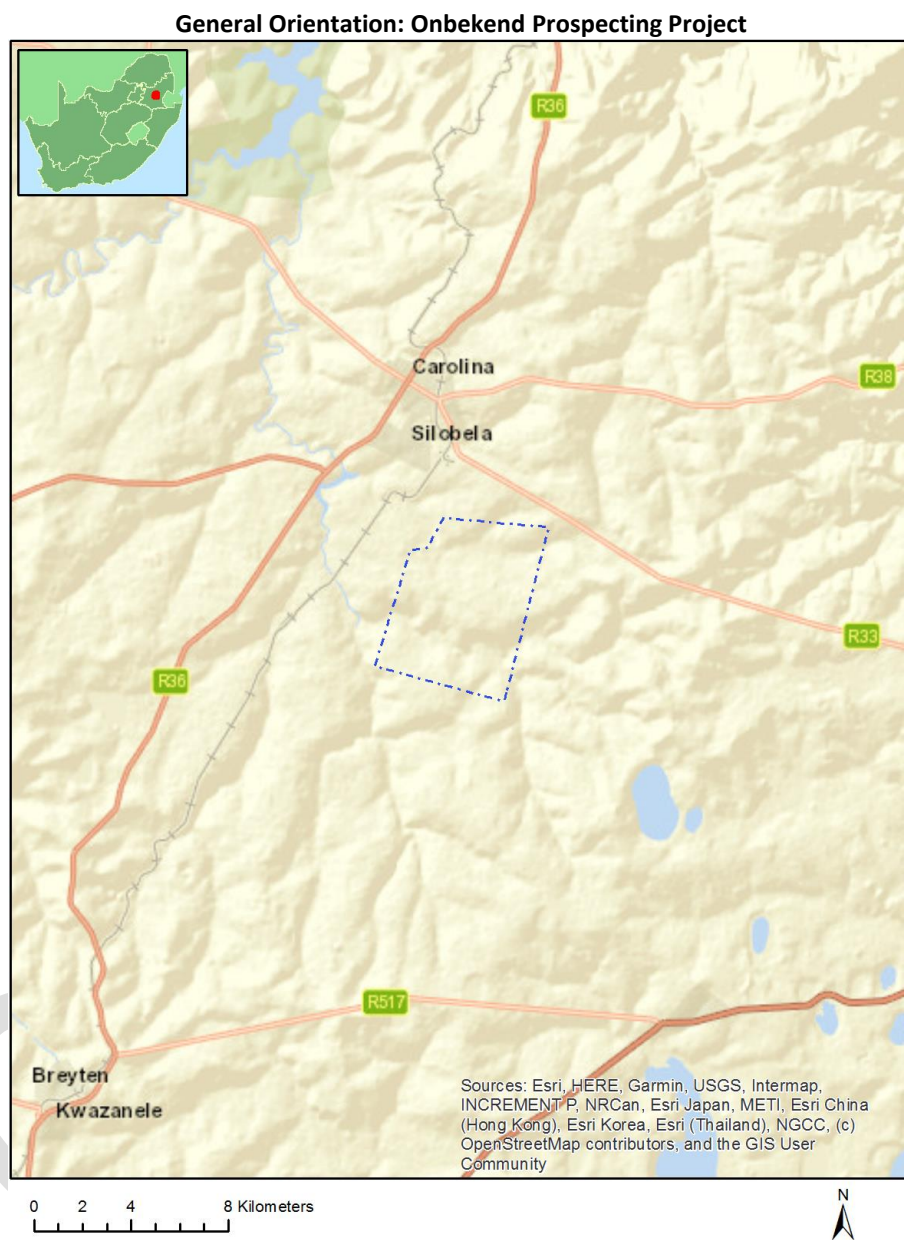 General Orientation: Onbekend Prospecting Project
R36
Carolina
R38
Silobela
R33
R36
R517
Breyten
Kwazanele
Sources: Esri, HERE, Garmin, USGS, Intermap,
INCREMENT P, NRCan, Esri Japan, METI, Esri China
(Hong Kong), Esri Korea, Esri (Thailand), NGCC, (c)
OpenStreetMap contributors, and the GIS User
Community
0 2 4 8 Kilometers
N